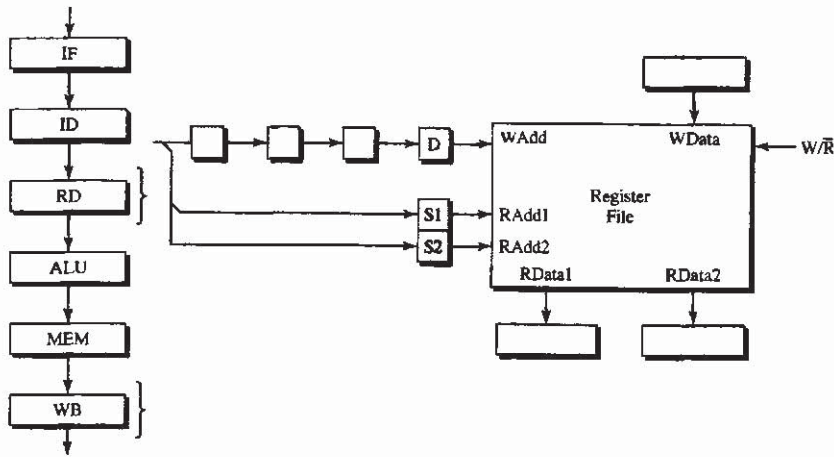 IF
ID
RD
ALU
MEM
WB
D
S1
S2
WAdd
WData
W/R̅
RAdd1
Register
File
RAdd2
RData1
RData2